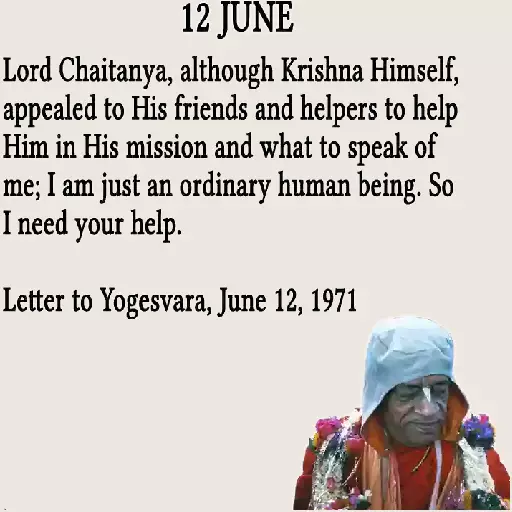 12 JUNE
Lord Chaitanya, although Krishna Himself,
appealed to His friends and helpers to help
Him in His mission and what to speak of
me; I am just an ordinary human being. So
I need your help.
Letter to Yogesvara, June 12, 1971